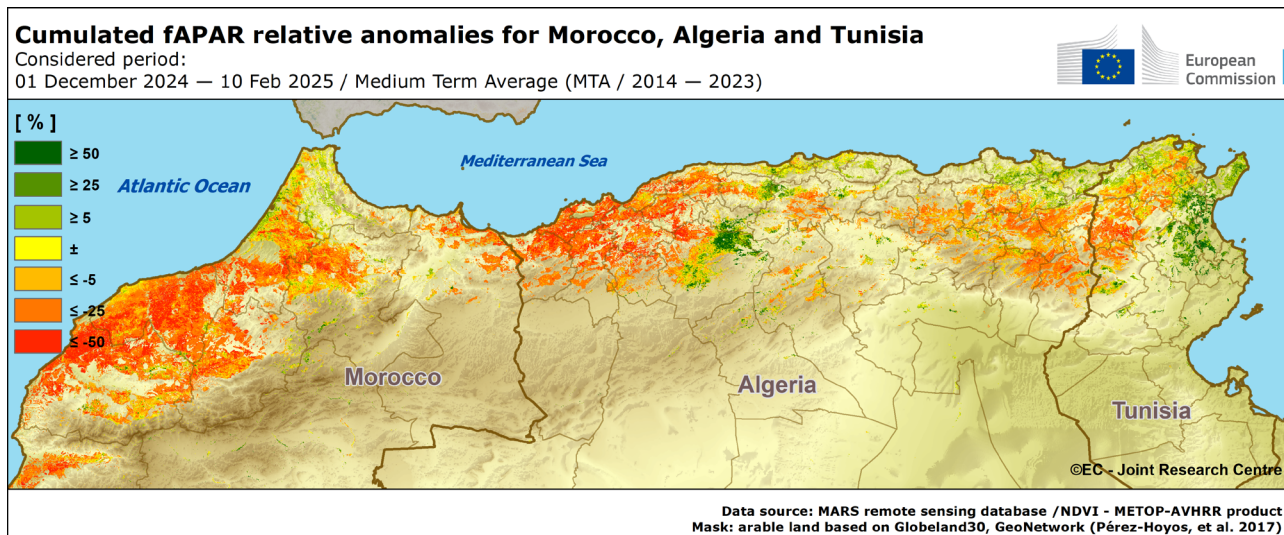 Cumulated fAPAR relative anomalies for Morocco, Algeria and Tunisia
Considered period:
01 December 2024 — 10 Feb 2025 / Medium Term Average (MTA / 2014 — 2023)
European
Commission
[ % ]
≥ 50
≥ 25
≥ 5
±
≤ -5
≤ -25
≤ -50
Atlantic Ocean
Mediterranean Sea
Morocco
Algeria
Tunisia
©EC - Joint Research Centre
Data source: MARS remote sensing database /NDVI - METOP-AVHRR product
Mask: arable land based on Globeland30, GeoNetwork (Pérez-Hoyos, et al. 2017)